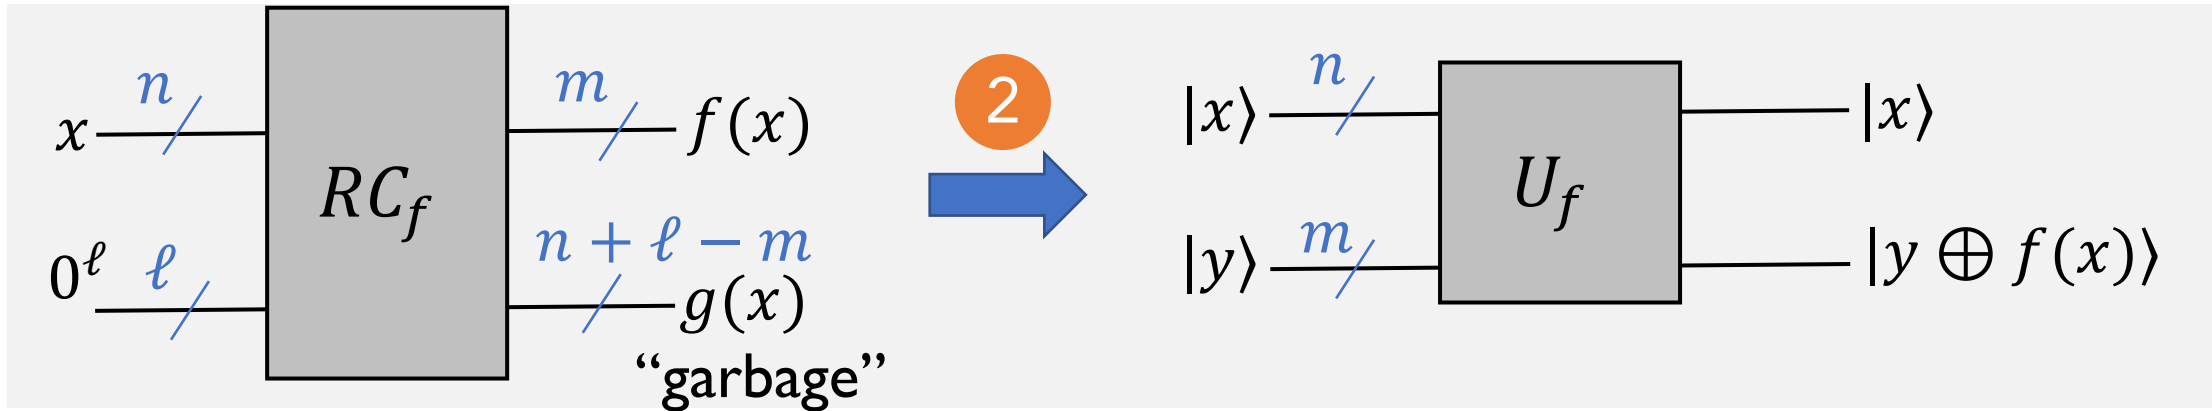 x n
0^ℓ ℓ
RC_f
m f(x)
n + ℓ − m
g(x)
“garbage”
2
|x⟩ n
|y⟩ m
U_f
|x⟩
|y ⊕ f(x)⟩